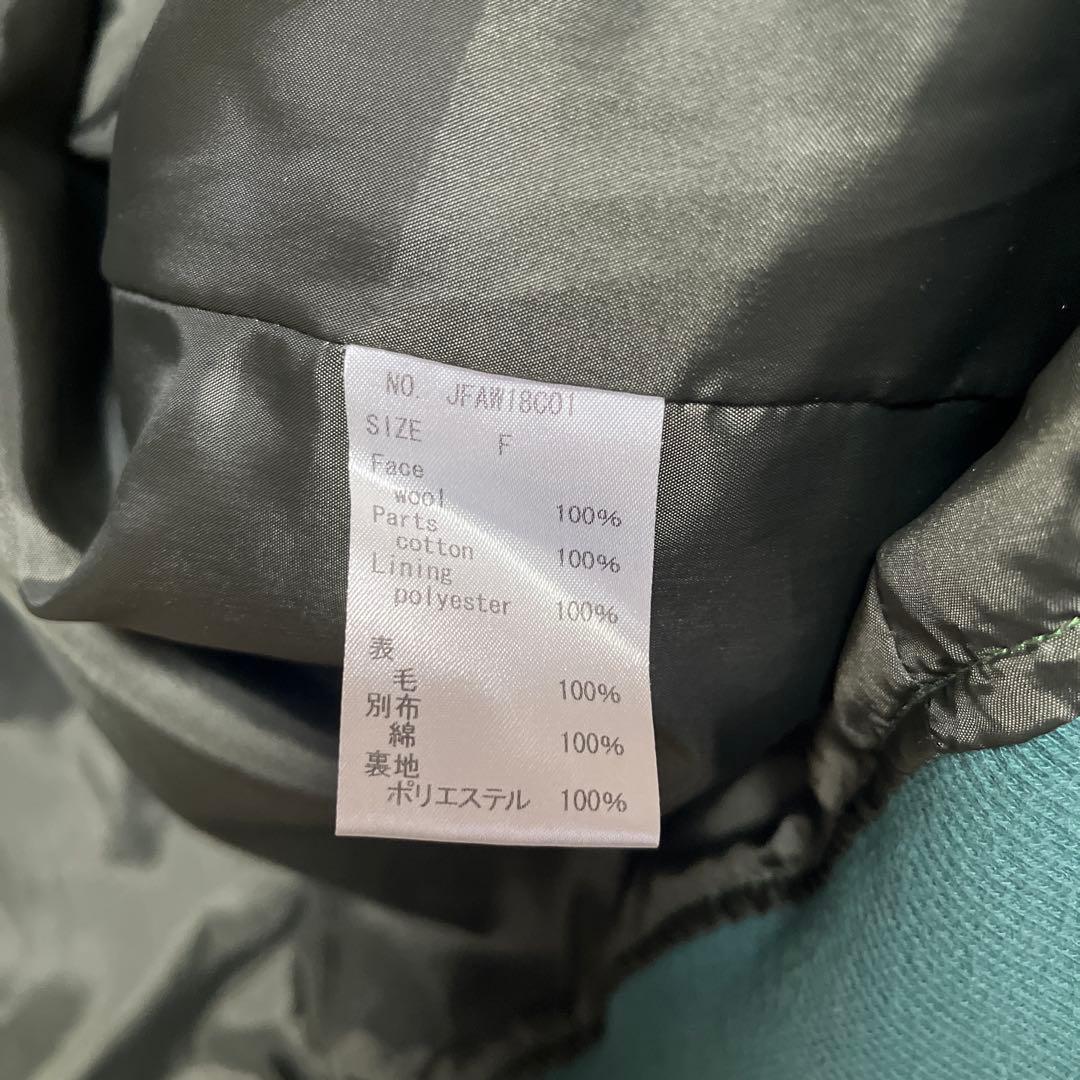 NO. JFAW18C01
SIZE F
Face
wool 100%
Parts
cotton 100%
Lining
polyester 100%
表
毛 100%
別布
綿 100%
裏地
ポリエステル 100%